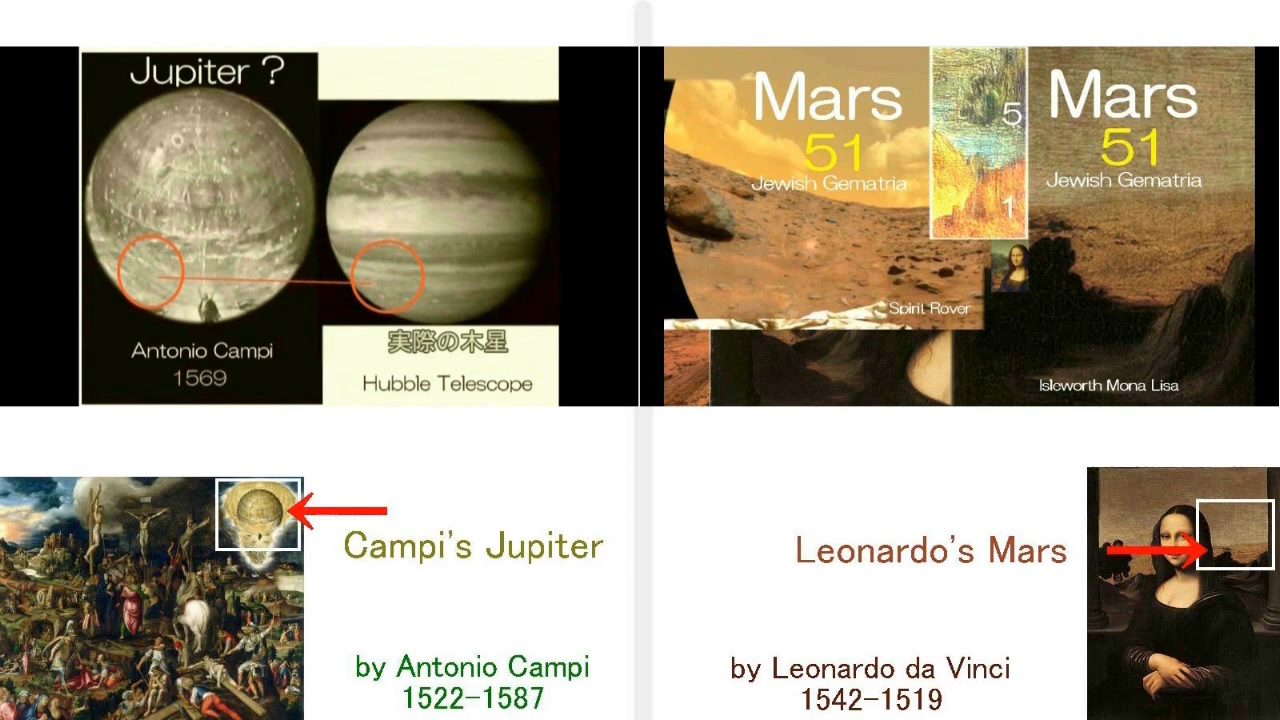 Jupiter ?
Antonio Campi
1569
実際の木星
Hubble Telescope
Mars
51
Jewish Gematria
Spirit Rover
5
1
Mars
51
Jewish Gematria
Isleworth Mona Lisa
Campi's Jupiter
by Antonio Campi
1522-1587
Leonardo's Mars
by Leonardo da Vinci
1542-1519